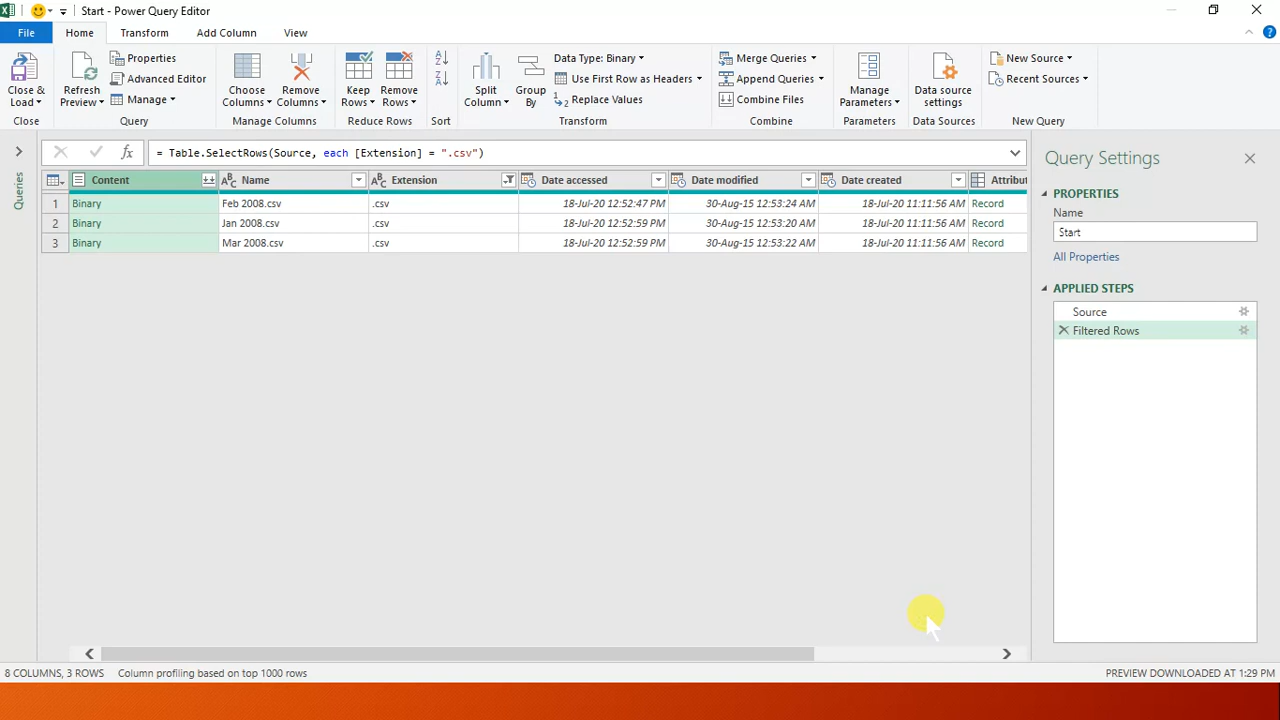 Start - Power Query Editor
File Home Transform Add Column View
Close & Load
Close
Refresh Preview
Properties
Advanced Editor
Manage
Query
Choose Columns
Remove Columns
Manage Columns
Keep Rows
Remove Rows
Reduce Rows
Sort
Split Column
Group By
Data Type: Binary
Use First Row as Headers
Replace Values
Transform
Merge Queries
Append Queries
Combine Files
Combine
Manage Parameters
Parameters
Data source settings
Data Sources
New Source
Recent Sources
New Query
fx = Table.SelectRows(Source, each [Extension] = ".csv")
Queries
Content Name Extension Date accessed Date modified Date created Attribut
1 Binary Feb 2008.csv .csv 18-Jul-20 12:52:47 PM 30-Aug-15 12:53:24 AM 18-Jul-20 11:11:56 AM Record
2 Binary Jan 2008.csv .csv 18-Jul-20 12:52:59 PM 30-Aug-15 12:53:23 AM 18-Jul-20 11:11:56 AM Record
3 Binary Mar 2008.csv .csv 18-Jul-20 12:52:59 PM 30-Aug-15 12:53:22 AM 18-Jul-20 11:11:56 AM Record
Query Settings
PROPERTIES
Name
Start
All Properties
APPLIED STEPS
Source
Filtered Rows
8 COLUMNS, 3 ROWS Column profiling based on top 1000 rows PREVIEW DOWNLOADED AT 1:29 PM